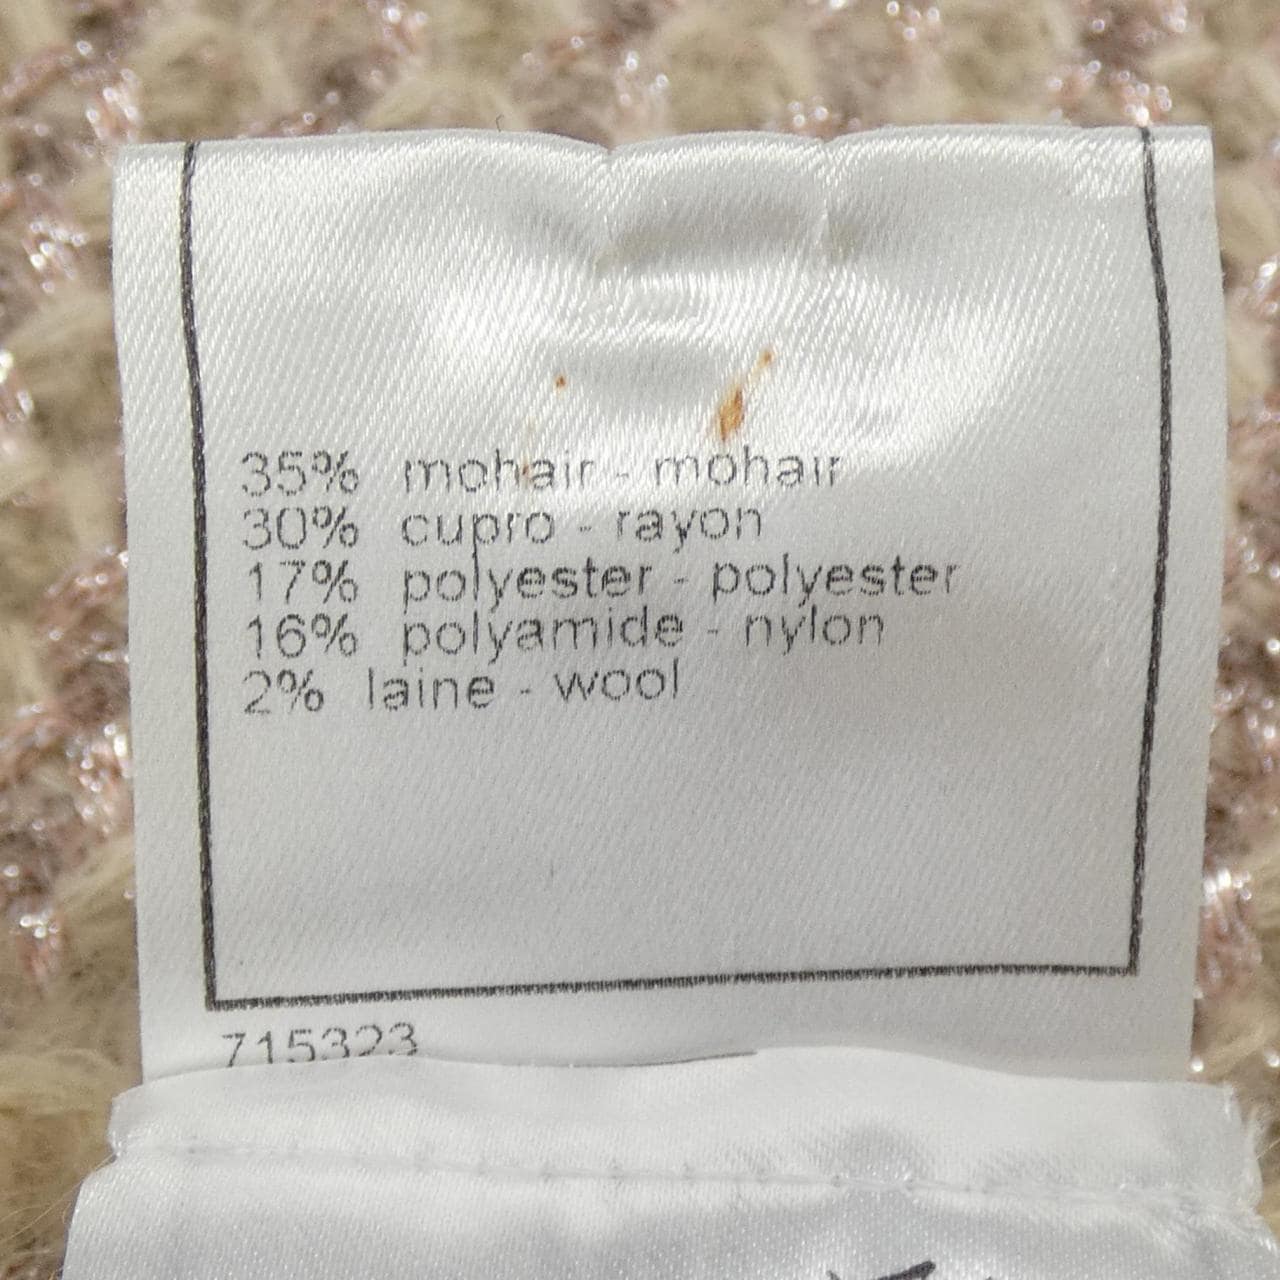 35% mohair - mohair
30% cupro - rayon
17% polyester - polyester
16% polyamide - nylon
2% laine - wool
715323